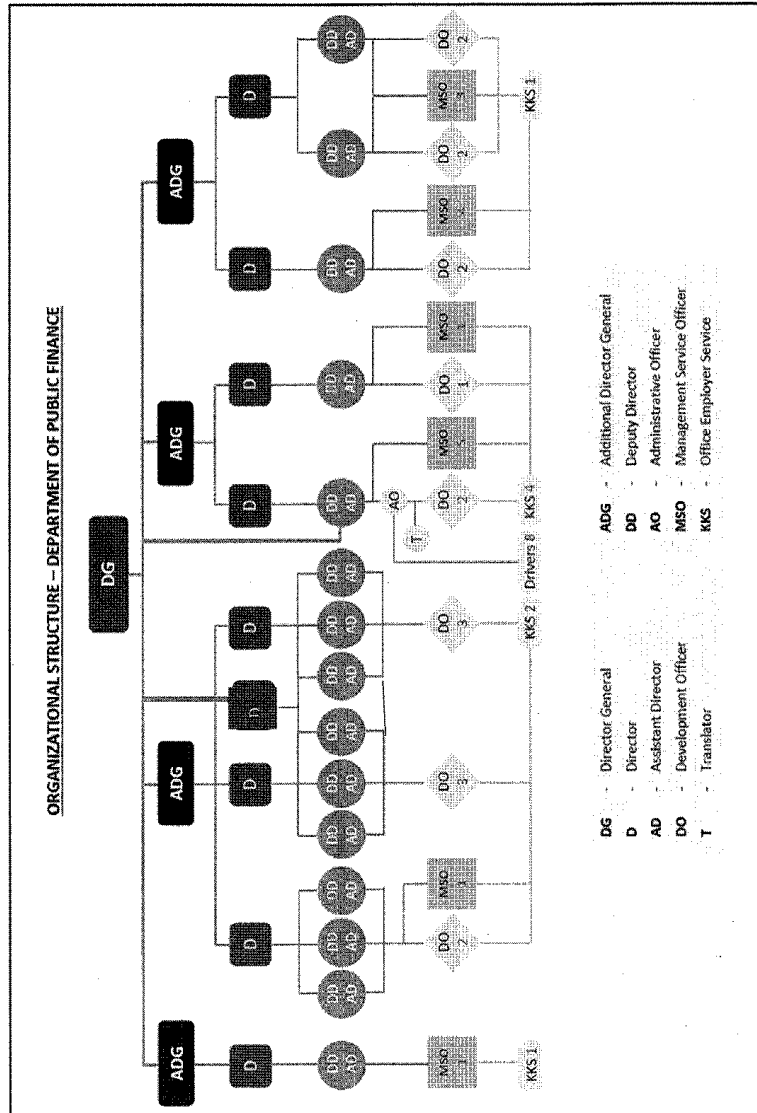 ORGANIZATIONAL STRUCTURE – DEPARTMENT OF PUBLIC FINANCE
DG
ADG ADG ADG ADG
D D D D D D D D D
DD DD DD DD DD DD DD DD DD DD DD DD DD DD DD
AD AD AD AD AD AD AD AD AD AD AD AD AD AD AD
AO
T
MSO DO MSO DO DO DO MSO DO MSO DO MSO DO MSO DO
1 2 1 3 3 2 5 1 2 2 3 2
KKS 1 KKS 2 Drivers 8 KKS 4 KKS 1
DG - Director General
D - Director
AD - Assistant Director
DO - Development Officer
T - Translator
ADG - Additional Director General
DD - Deputy Director
AO - Administrative Officer
MSO - Management Service Officer
KKS - Office Employer Service